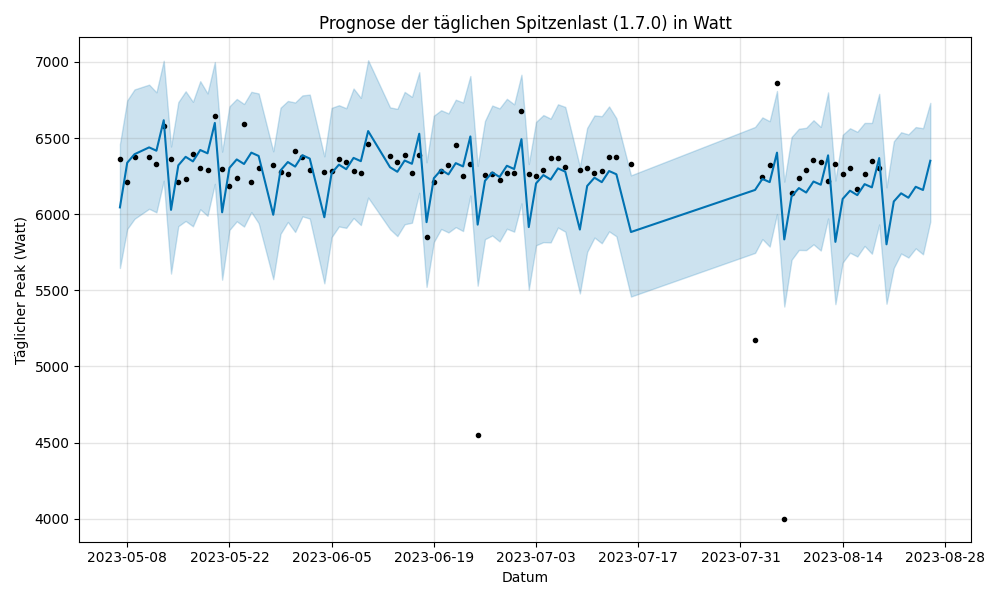 Prognose der täglichen Spitzenlast (1.7.0) in Watt
Täglicher Peak (Watt)
7000
6500
6000
5500
5000
4500
4000
2023-05-08 2023-05-22 2023-06-05 2023-06-19 2023-07-03 2023-07-17 2023-07-31 2023-08-14 2023-08-28
Datum